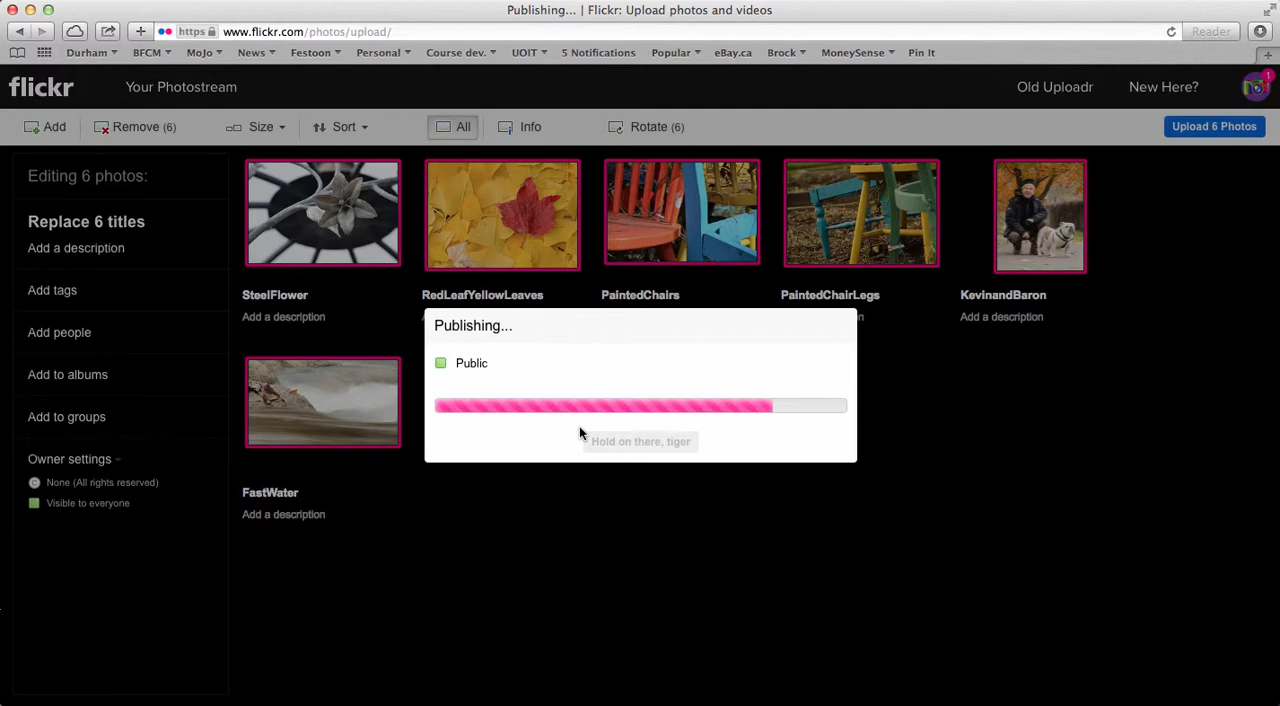 Publishing... | Flickr: Upload photos and videos
https www.flickr.com/photos/upload/ Reader
Durham BFCM MoJo News Festoon Personal Course dev. UOIT 5 Notifications Popular eBay.ca Brock MoneySense Pin It
flickr Your Photostream Old Uploadr New Here? 1
Add Remove (6) Size Sort All Info Rotate (6) Upload 6 Photos
Editing 6 photos:
Replace 6 titles
Add a description
Add tags
Add people
Add to albums
Add to groups
Owner settings
None (All rights reserved)
Visible to everyone
SteelFlower RedLeafYellowLeaves PaintedChairs PaintedChairLegs KevinandBaron
Add a description Add a description
Publishing...
Public
Hold on there, tiger
FastWater
Add a description